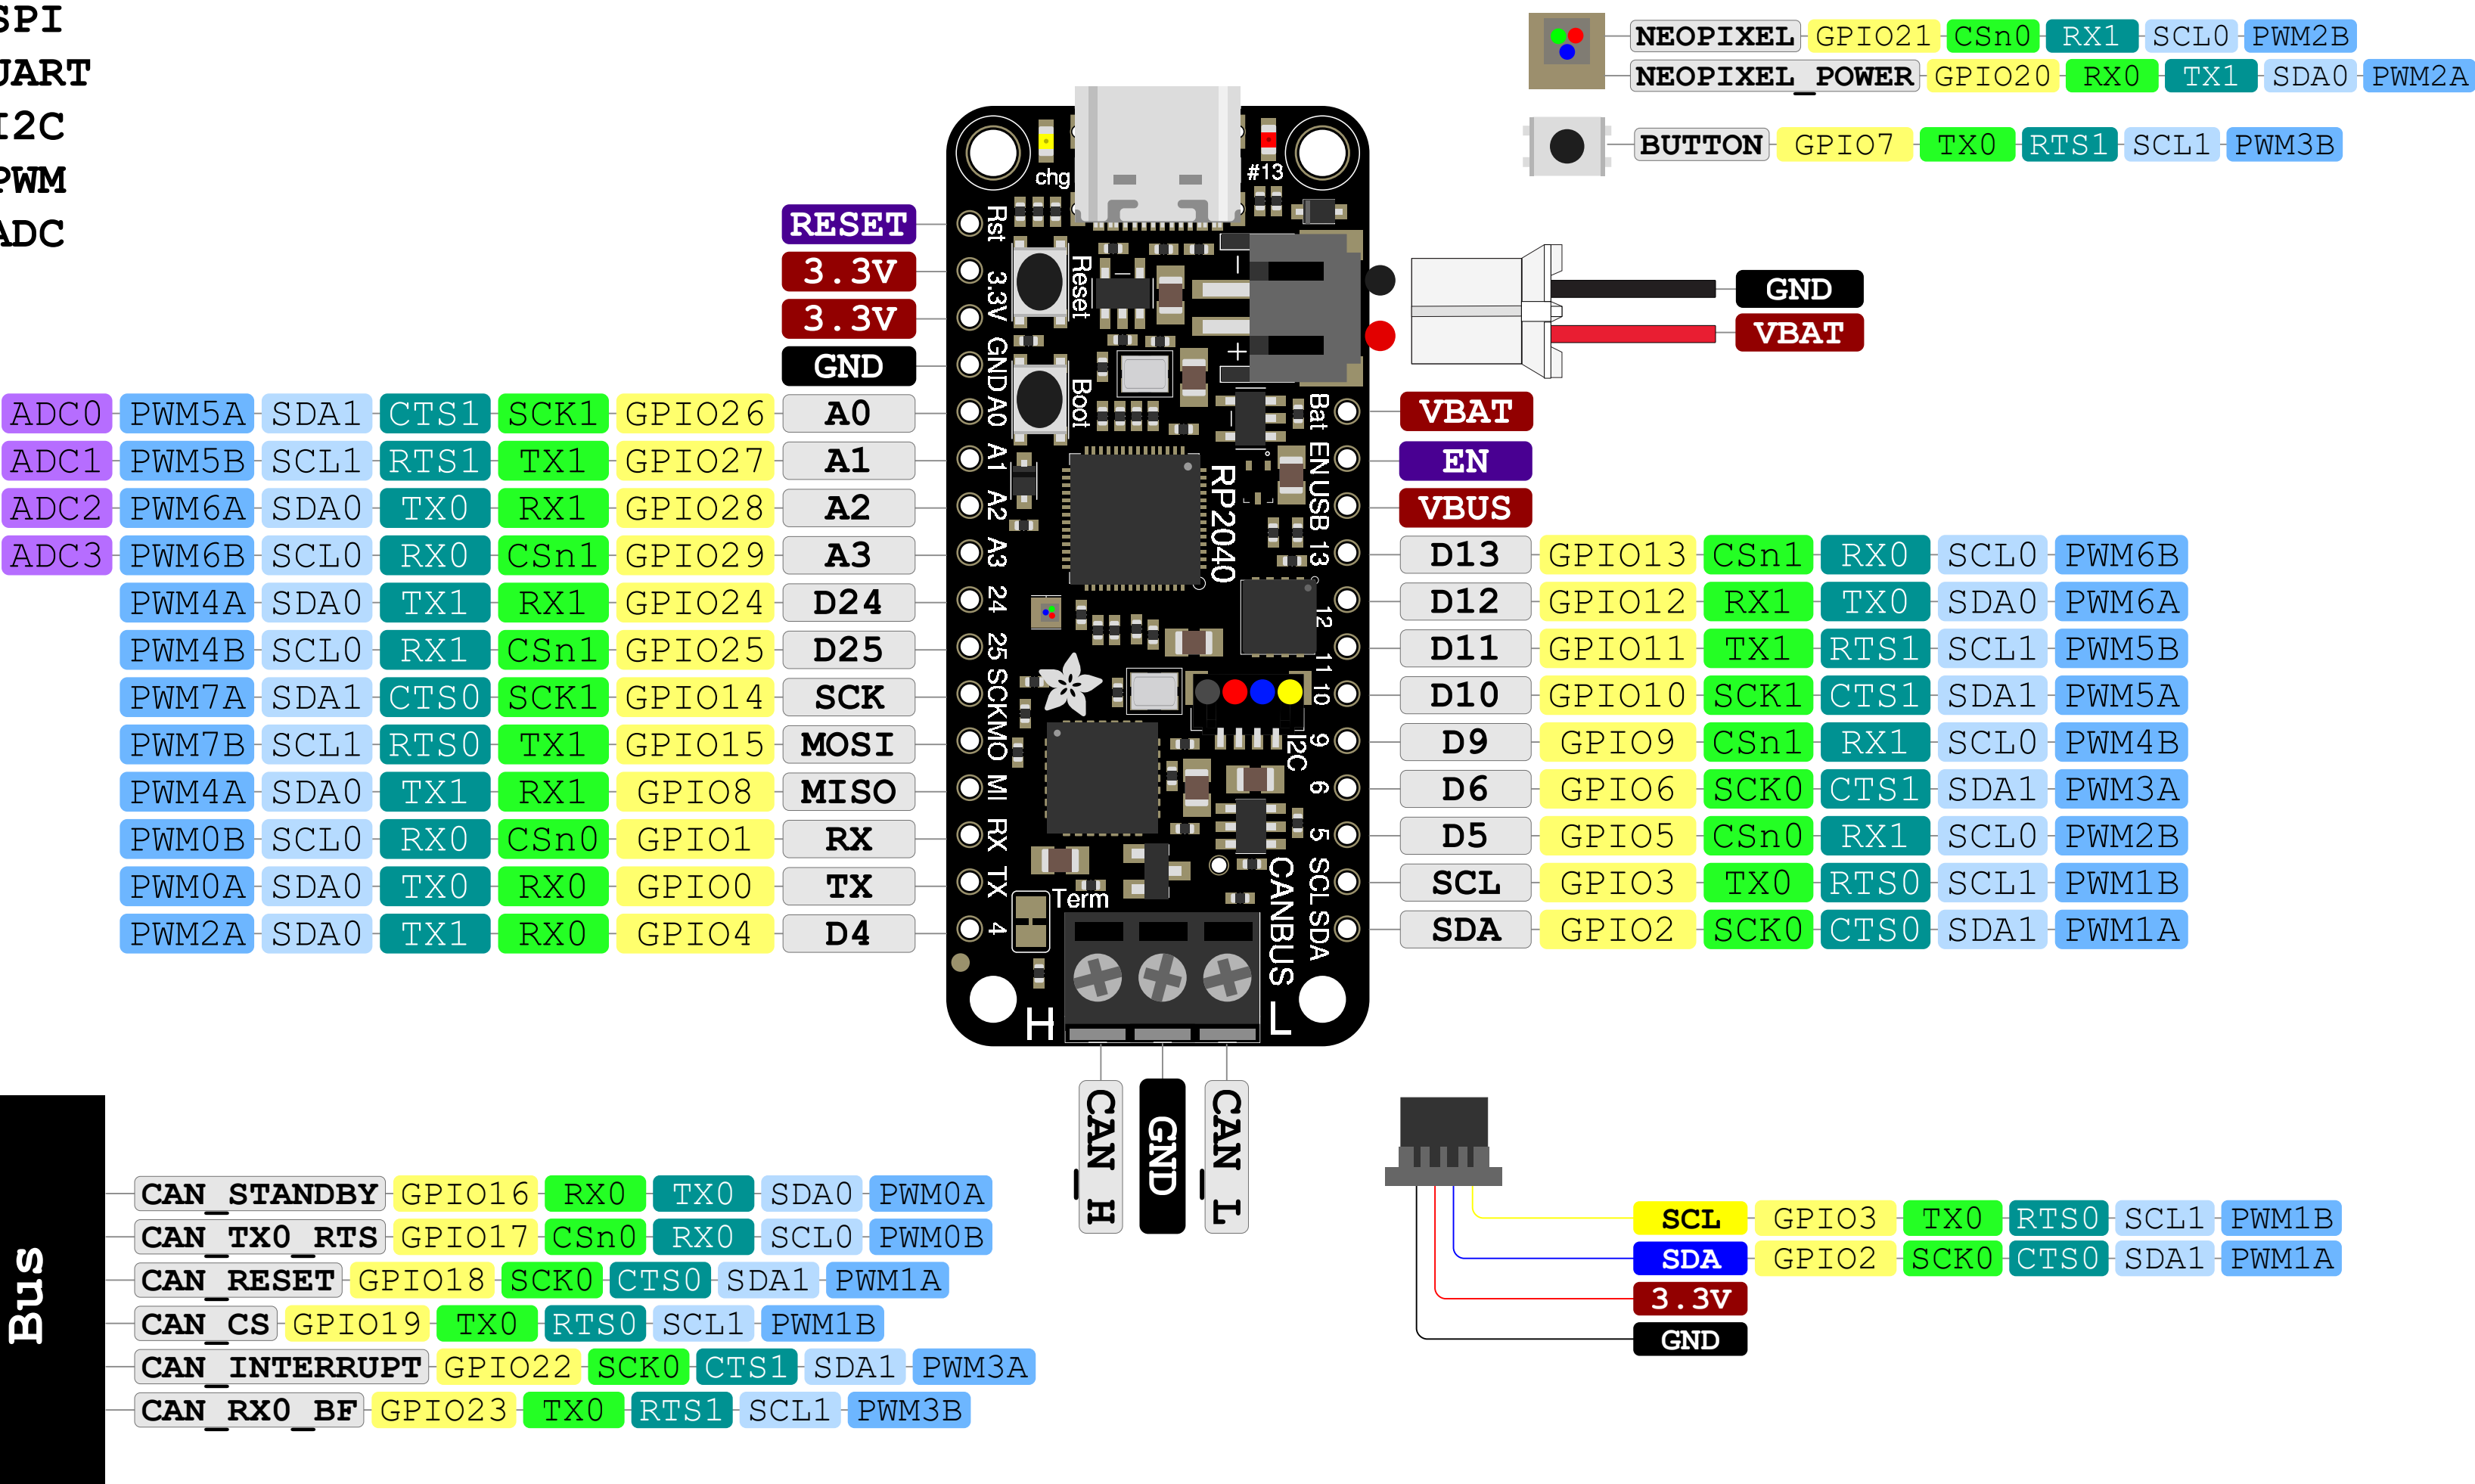 SPI
UART
I2C
PWM
ADC
NEOPIXEL GPIO21 CSn0 RX1 SCL0 PWM2B
NEOPIXEL_POWER GPIO20 RX0 TX1 SDA0 PWM2A
BUTTON GPIO7 TX0 RTS1 SCL1 PWM3B
RESET
3.3V
3.3V
GND
ADC0 PWM5A SDA1 CTS1 SCK1 GPIO26 A0
ADC1 PWM5B SCL1 RTS1 TX1 GPIO27 A1
ADC2 PWM6A SDA0 TX0 RX1 GPIO28 A2
ADC3 PWM6B SCL0 RX0 CSn1 GPIO29 A3
PWM4A SDA0 TX1 RX1 GPIO24 D24
PWM4B SCL0 RX1 CSn1 GPIO25 D25
PWM7A SDA1 CTS0 SCK1 GPIO14 SCK
PWM7B SCL1 RTS0 TX1 GPIO15 MOSI
PWM4A SDA0 TX1 RX1 GPIO8 MISO
PWM0B SCL0 RX0 CSn0 GPIO1 RX
PWM0A SDA0 TX0 RX0 GPIO0 TX
PWM2A SDA0 TX1 RX0 GPIO4 D4
chg
#13
Rst
3.3V
GND
A0
A1
A2
A3
24
25
SCK
MO
MI
RX
TX
4
Reset
Boot
RP2040
- +
Bat
EN
USB
13
12
11
10
9
6
5
SCL
SDA
I2C
CANBUS
Term
H
L
GND
VBAT
VBAT
EN
VBUS
D13 GPIO13 CSn1 RX0 SCL0 PWM6B
D12 GPIO12 RX1 TX0 SDA0 PWM6A
D11 GPIO11 TX1 RTS1 SCL1 PWM5B
D10 GPIO10 SCK1 CTS1 SDA1 PWM5A
D9 GPIO9 CSn1 RX1 SCL0 PWM4B
D6 GPIO6 SCK0 CTS1 SDA1 PWM3A
D5 GPIO5 CSn0 RX1 SCL0 PWM2B
SCL GPIO3 TX0 RTS0 SCL1 PWM1B
SDA GPIO2 SCK0 CTS0 SDA1 PWM1A
CAN_H
GND
CAN_L
Bus
CAN_STANDBY GPIO16 RX0 TX0 SDA0 PWM0A
CAN_TX0_RTS GPIO17 CSn0 RX0 SCL0 PWM0B
CAN_RESET GPIO18 SCK0 CTS0 SDA1 PWM1A
CAN_CS GPIO19 TX0 RTS0 SCL1 PWM1B
CAN_INTERRUPT GPIO22 SCK0 CTS1 SDA1 PWM3A
CAN_RX0_BF GPIO23 TX0 RTS1 SCL1 PWM3B
SCL GPIO3 TX0 RTS0 SCL1 PWM1B
SDA GPIO2 SCK0 CTS0 SDA1 PWM1A
3.3V
GND